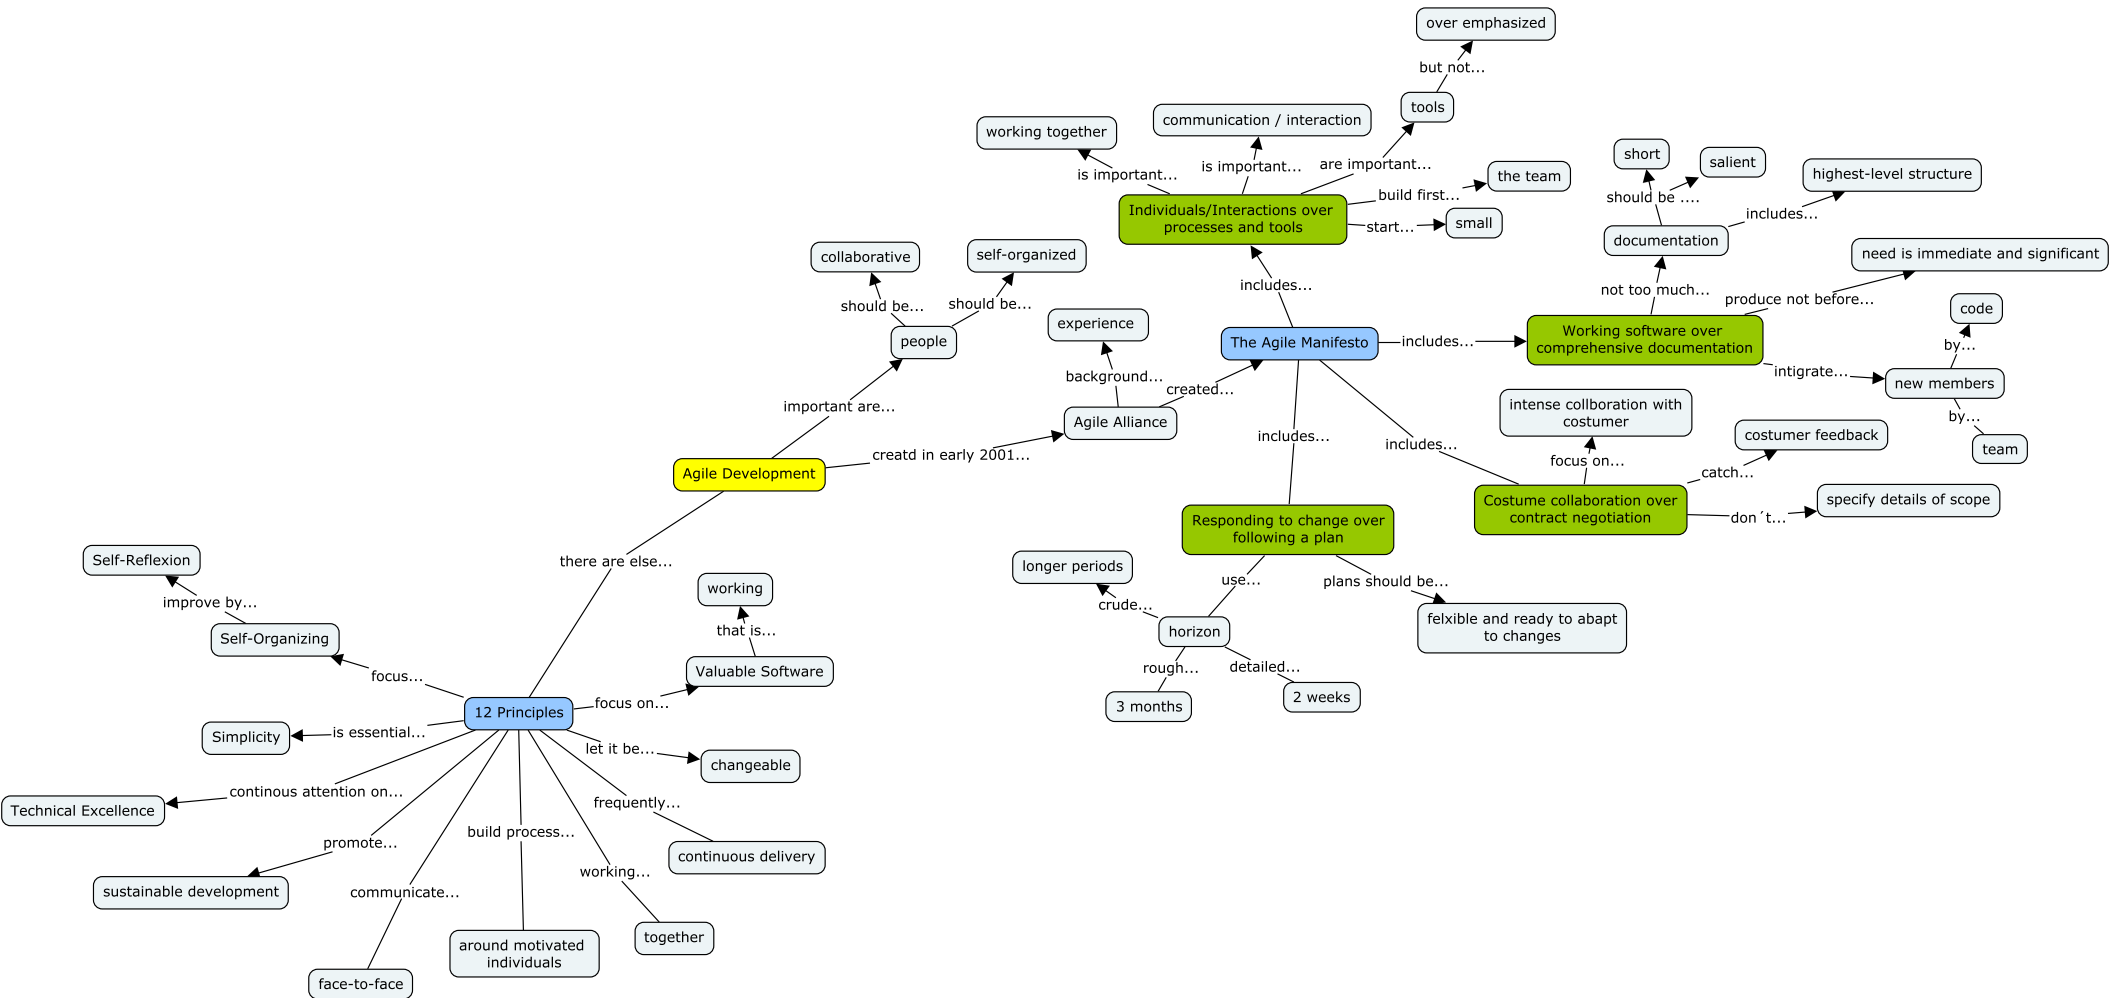 over emphasized
but not...
tools
communication / interaction
working together
is important...
are important...
is important...
build first...
the team
start...
small
Individuals/Interactions over
processes and tools
short
salient
should be ....
highest-level structure
includes...
documentation
not too much...
need is immediate and significant
produce not before...
code
by...
Working software over
comprehensive documentation
intigrate...
new members
by...
team
collaborative
self-organized
should be...
should be...
people
includes...
experience
The Agile Manifesto
includes...
background...
created...
Agile Alliance
important are...
creatd in early 2001...
Agile Development
includes...
includes...
intense collboration with
costumer
focus on...
costumer feedback
catch...
specify details of scope
don´t...
Costume collaboration over
contract negotiation
Responding to change over
following a plan
longer periods
crude...
use...
plans should be...
felxible and ready to abapt
to changes
horizon
rough...
detailed...
3 months
2 weeks
there are else...
Self-Reflexion
improve by...
Self-Organizing
focus...
working
that is...
Valuable Software
focus on...
12 Principles
Simplicity
is essential...
let it be...
changeable
continous attention on...
Technical Excellence
frequently...
continuous delivery
promote...
sustainable development
build process...
working...
communicate...
together
around motivated
individuals
face-to-face